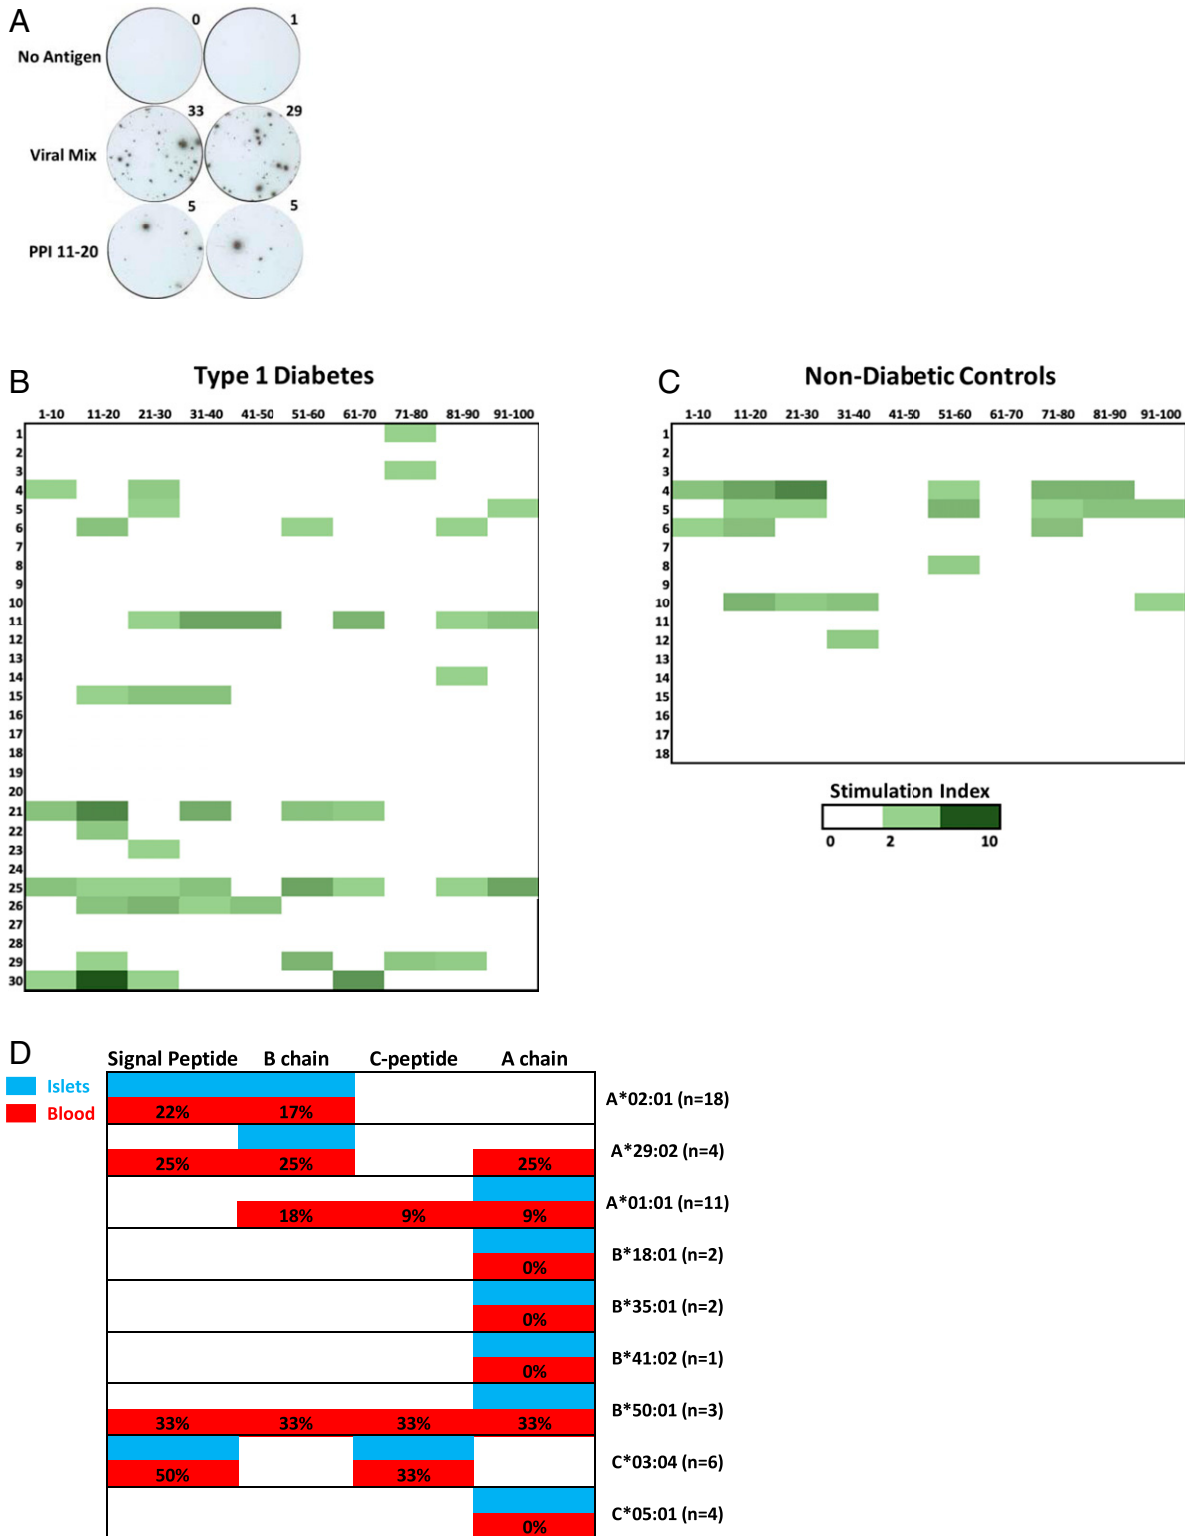 A
0 1
No Antigen
33 29
Viral Mix
5 5
PPI 11-20
B
Type 1 Diabetes
1-10 11-20 21-30 31-40 41-50 51-60 61-70 71-80 81-90 91-100
1
2
3
4
5
6
7
8
9
10
11
12
13
14
15
16
17
18
19
20
21
22
23
24
25
26
27
28
29
30
C
Non-Diabetic Controls
1-10 11-20 21-30 31-40 41-50 51-60 61-70 71-80 81-90 91-100
1
2
3
4
5
6
7
8
9
10
11
12
13
14
15
16
17
18
Stimulation Index
0 2 10
D
Signal Peptide B chain C-peptide A chain
Islets
Blood
22% 17%
A*02:01 (n=18)
25% 25% 25%
A*29:02 (n=4)
18% 9% 9%
A*01:01 (n=11)
0%
B*18:01 (n=2)
0%
B*35:01 (n=2)
0%
B*41:02 (n=1)
33% 33% 33% 33%
B*50:01 (n=3)
50% 33%
C*03:04 (n=6)
0%
C*05:01 (n=4)